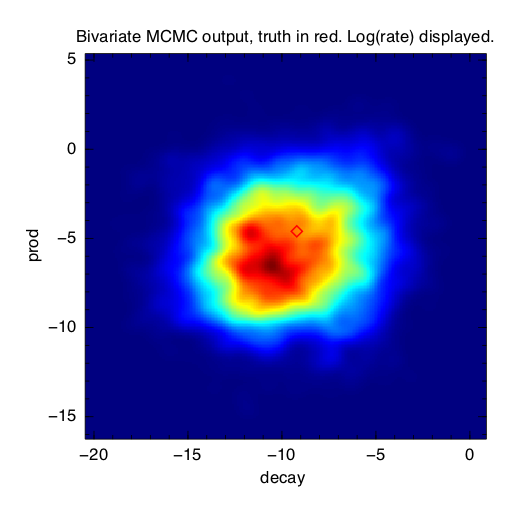 Bivariate MCMC output, truth in red. Log(rate) displayed.
5
0
−5
−10
−15
prod
−20 −15 −10 −5 0
decay